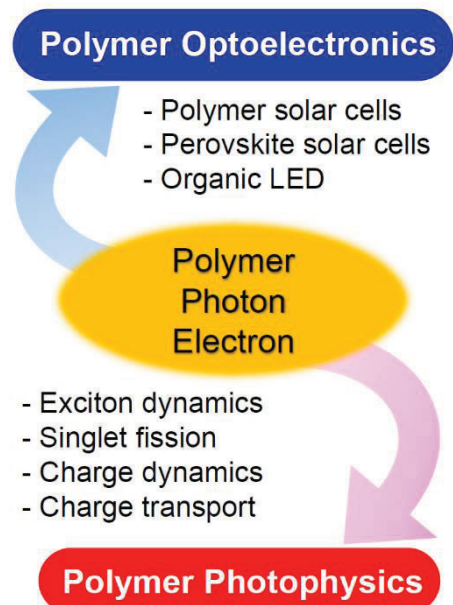 Polymer Optoelectronics
- Polymer solar cells
- Perovskite solar cells
- Organic LED
Polymer
Photon
Electron
- Exciton dynamics
- Singlet fission
- Charge dynamics
- Charge transport
Polymer Photophysics